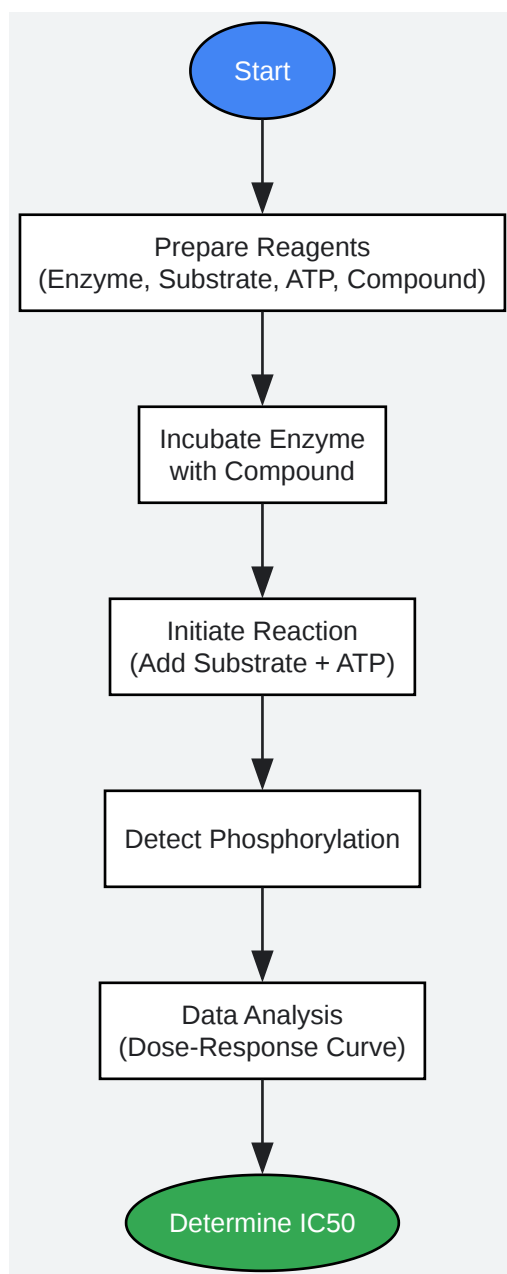 Start
Prepare Reagents
(Enzyme, Substrate, ATP, Compound)
Incubate Enzyme
with Compound
Initiate Reaction
(Add Substrate + ATP)
Detect Phosphorylation
Data Analysis
(Dose-Response Curve)
Determine IC50